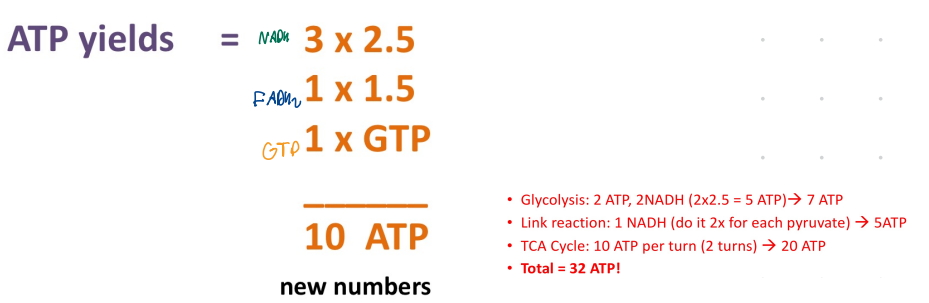 ATP yields = NADH 3 x 2.5
FADH2 1 x 1.5
GTP 1 x GTP
10 ATP
new numbers
• Glycolysis: 2 ATP, 2NADH (2x2.5 = 5 ATP)→ 7 ATP
• Link reaction: 1 NADH (do it 2x for each pyruvate) → 5ATP
• TCA Cycle: 10 ATP per turn (2 turns) → 20 ATP
• Total = 32 ATP!